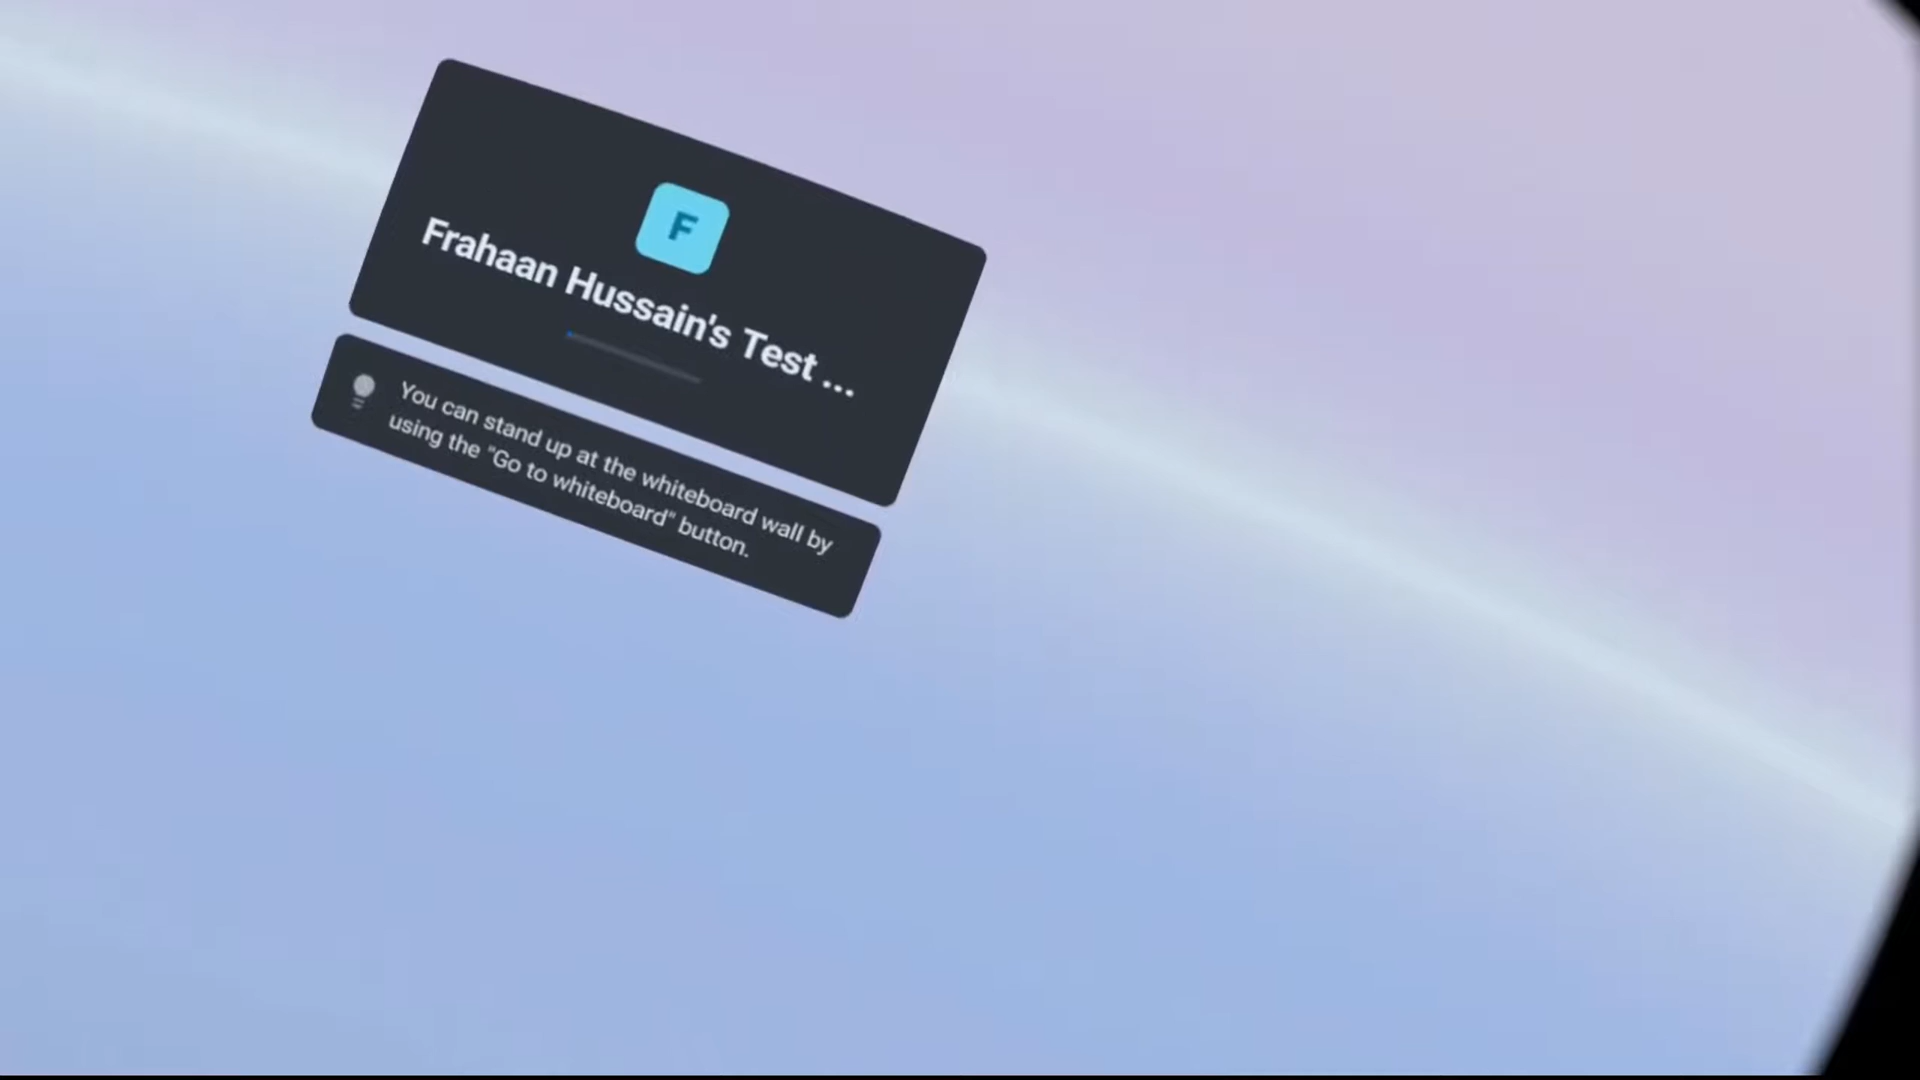 F
Frahaan Hussain's Test ...
You can stand up at the whiteboard wall by
using the "Go to whiteboard" button.